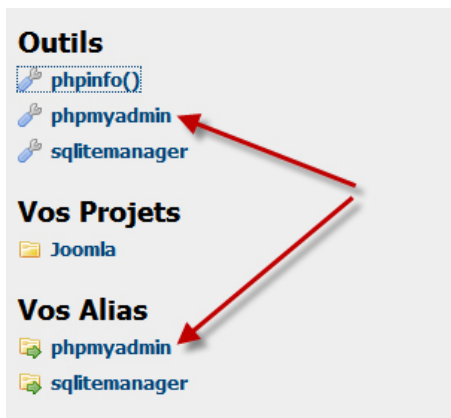 Outils
phpinfo()
phpmyadmin
sqlitemanager
Vos Projets
Joomla
Vos Alias
phpmyadmin
sqlitemanager